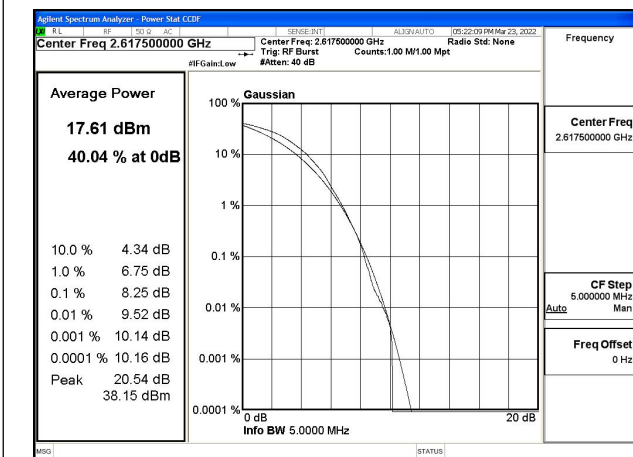 Agilent Spectrum Analyzer - Power Stat CCDF
RL RF 50 Ω AC SENSE:INT ALIGNAUTO 05:22:09 PM Mar 23, 2022
Center Freq 2.617500000 GHz
Center Freq: 2.617500000 GHz Radio Std: None
Trig: RF Burst Counts:1.00 M/1.00 Mpt
#IFGain:Low #Atten: 40 dB
Average Power
17.61 dBm
40.04 % at 0dB
10.0 % 4.34 dB
1.0 % 6.75 dB
0.1 % 8.25 dB
0.01 % 9.52 dB
0.001 % 10.14 dB
0.0001 % 10.16 dB
Peak 20.54 dB
38.15 dBm
Gaussian
100 %
10 %
1 %
0.1 %
0.01 %
0.001 %
0.0001 %
0 dB 20 dB
Info BW 5.0000 MHz
Frequency
Center Freq
2.617500000 GHz
CF Step
5.000000 MHz
Auto Man
Freq Offset
0 Hz
MSG STATUS